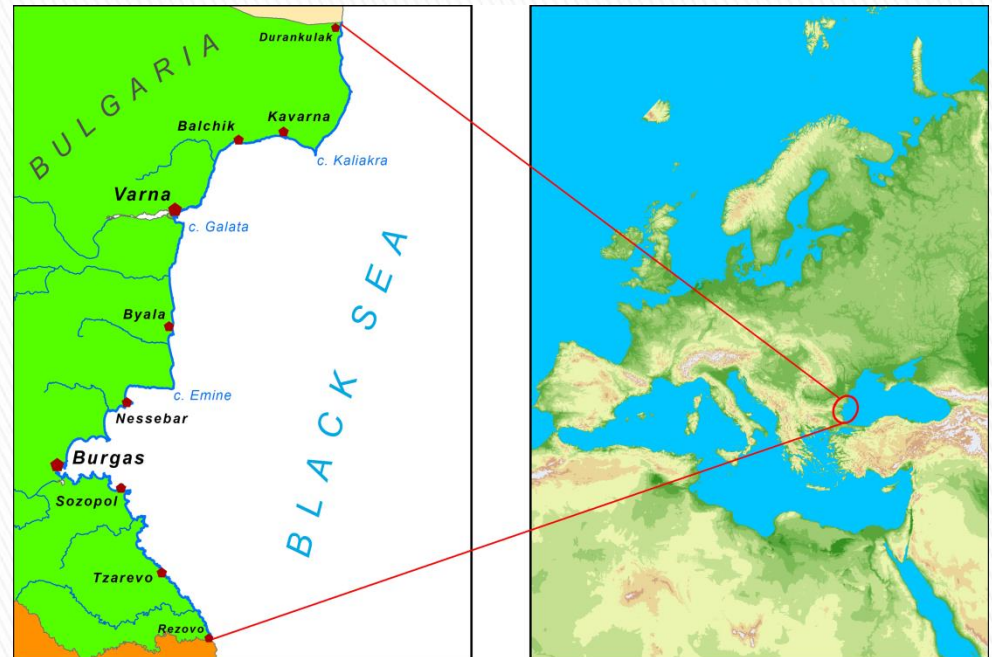 Durankulak
BULGARIA
Kavarna
Balchik
c. Kaliakra
Varna
c. Galata
BLACK SEA
Byala
c. Emine
Nessebar
Burgas
Sozopol
Tzarevo
Rezovo